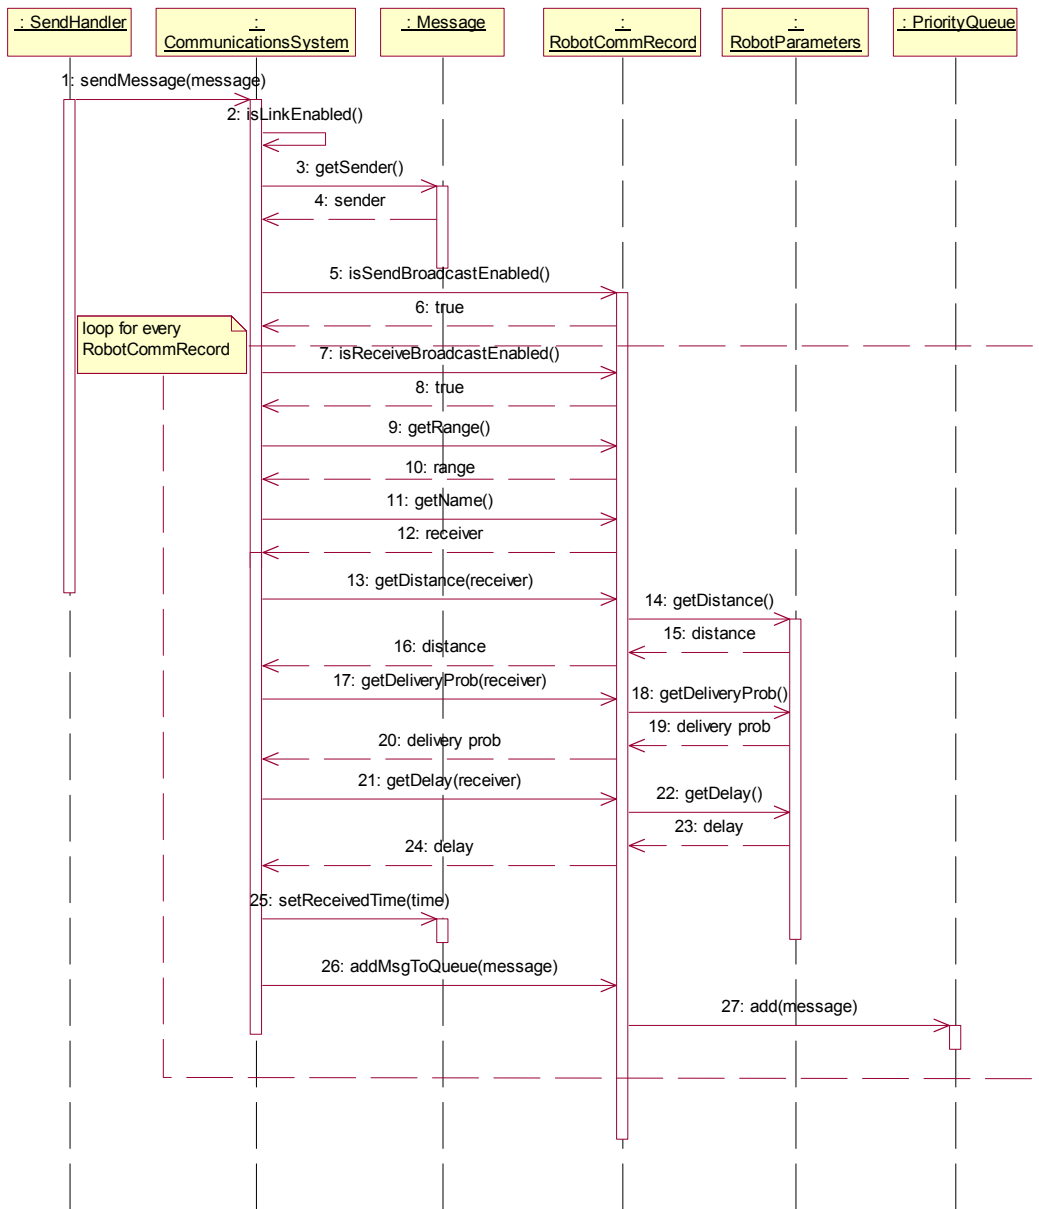 : SendHandler
:
CommunicationsSystem
: Message
:
RobotCommRecord
:
RobotParameters
: PriorityQueue
1: sendMessage(message)
2: isLinkEnabled()
3: getSender()
4: sender
5: isSendBroadcastEnabled()
6: true
loop for every
RobotCommRecord
7: isReceiveBroadcastEnabled()
8: true
9: getRange()
10: range
11: getName()
12: receiver
13: getDistance(receiver)
14: getDistance()
15: distance
16: distance
17: getDeliveryProb(receiver)
18: getDeliveryProb()
19: delivery prob
20: delivery prob
21: getDelay(receiver)
22: getDelay()
23: delay
24: delay
25: setReceivedTime(time)
26: addMsgToQueue(message)
27: add(message)